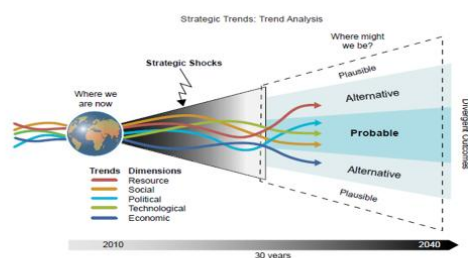 Strategic Trends: Trend Analysis
Where might
we be?
Strategic Shocks
Plausible
Where we
are now
Alternative
Probable
Divergent Outcomes
Alternative
Trends Dimensions
Resource
Social
Political
Technological
Economic
Plausible
2010
2040
30 years